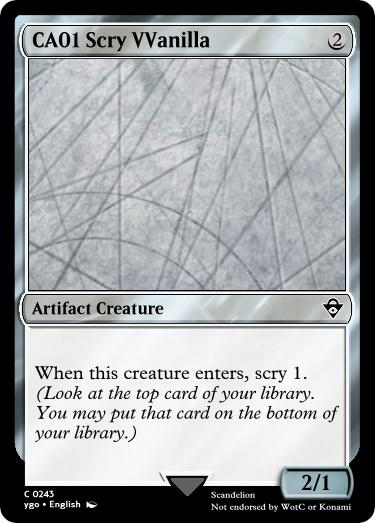 CA01 Scry VVanilla 2
Artifact Creature
When this creature enters, scry 1.
(Look at the top card of your library.
You may put that card on the bottom of
your library.)
2/1
C 0243 Scandelion
ygo • English Not endorsed by WotC or Konami